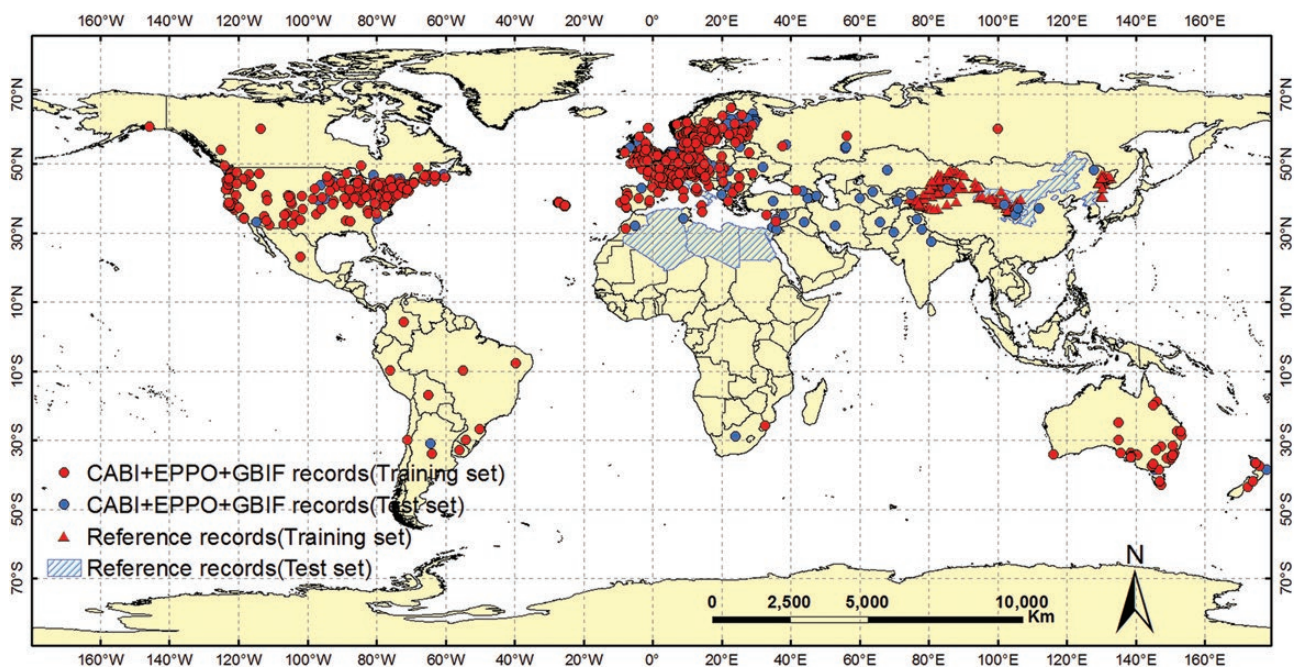 160°W 140°W 120°W 100°W 80°W 60°W 40°W 20°W 0° 20°E 40°E 60°E 80°E 100°E 120°E 140°E 160°E
70°N 70°N
50°N 50°N
30°N 30°N
10°N 10°N
10°S 10°S
30°S 30°S
CABI+EPPO+GBIF records(Training set)
CABI+EPPO+GBIF records(Test set)
50°S 50°S
Reference records(Training set)
Reference records(Test set)
N
70°S 70°S
0 2,500 5,000 10,000
Km
160°W 140°W 120°W 100°W 80°W 60°W 40°W 20°W 0° 20°E 40°E 60°E 80°E 100°E 120°E 140°E 160°E